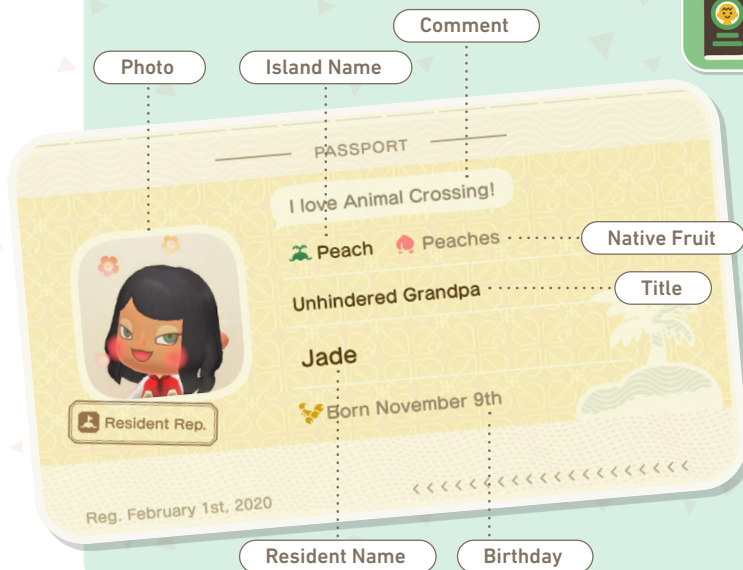 Comment
Photo
Island Name
PASSPORT
I love Animal Crossing!
Peach
Peaches
Native Fruit
Unhindered Grandpa
Title
Jade
Resident Rep.
Born November 9th
Reg. February 1st, 2020
<<<<<<<<<<<<<<<<<<<<
Resident Name
Birthday